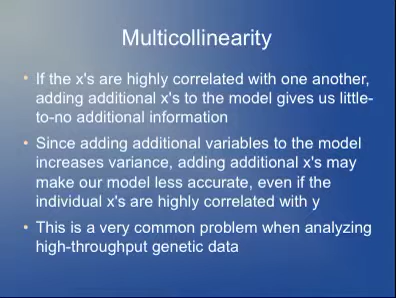 Multicollinearity
• If the x's are highly correlated with one another,
adding additional x's to the model gives us little-
to-no additional information
• Since adding additional variables to the model
increases variance, adding additional x's may
make our model less accurate, even if the
individual x's are highly correlated with y
• This is a very common problem when analyzing
high-throughput genetic data